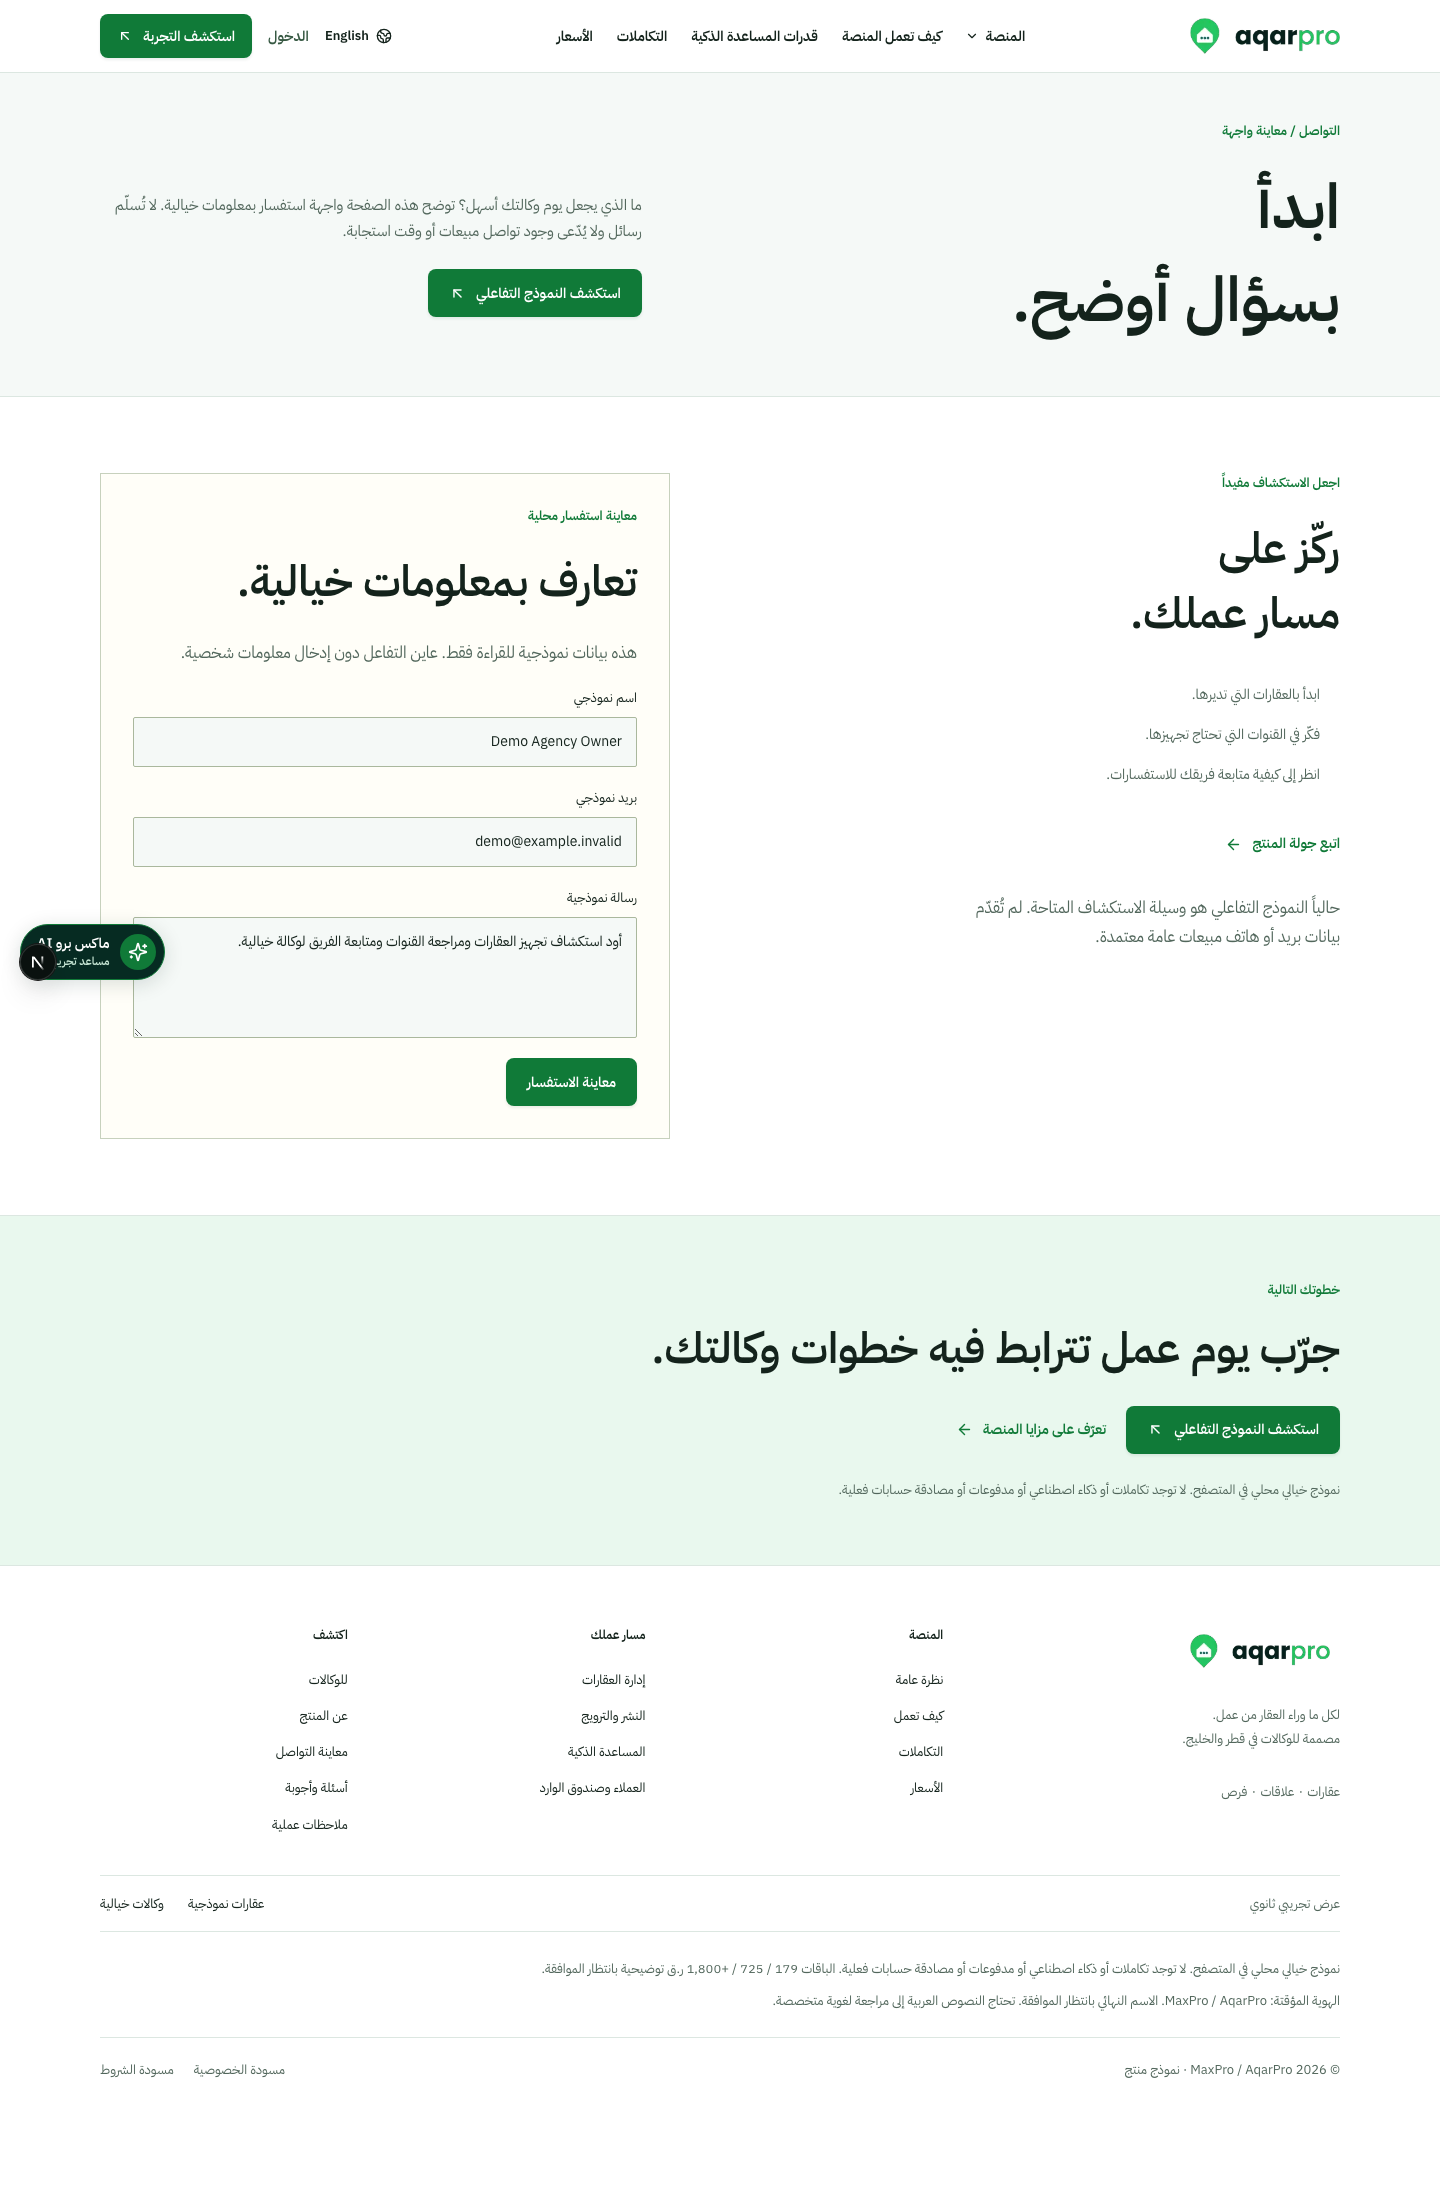 aqarpro
المنصة
كيف تعمل المنصة
قدرات المساعدة الذكية
التكاملات
الأسعار
English
الدخول
استكشف التجربة
التواصل / معاينة واجهة
ابدأ
بسؤال أوضح.
ما الذي يجعل يوم وكالتك أسهل؟ توضح هذه الصفحة واجهة استفسار بمعلومات خيالية. لا تُسلّم
رسائل ولا يُدّعى وجود تواصل مبيعات أو وقت استجابة.
استكشف النموذج التفاعلي
اجعل الاستكشاف مفيداً
ركّز على
مسار عملك.
ابدأ بالعقارات التي تديرها.
فكّر في القنوات التي تحتاج تجهيزها.
انظر إلى كيفية متابعة فريقك للاستفسارات.
اتبع جولة المنتج
حالياً النموذج التفاعلي هو وسيلة الاستكشاف المتاحة. لم تُقدّم
بيانات بريد أو هاتف مبيعات عامة معتمدة.
معاينة استفسار محلية
تعارف بمعلومات خيالية.
هذه بيانات نموذجية للقراءة فقط. عاين التفاعل دون إدخال معلومات شخصية.
اسم نموذجي
Demo Agency Owner
بريد نموذجي
demo@example.invalid
رسالة نموذجية
أود استكشاف تجهيز العقارات ومراجعة القنوات ومتابعة الفريق لوكالة خيالية.
معاينة الاستفسار
ماكس برو AI
مساعد
N
خطوتك التالية
جرّب يوم عمل تترابط فيه خطوات وكالتك.
استكشف النموذج التفاعلي
تعرّف على مزايا المنصة
نموذج خيالي محلي في المتصفح. لا توجد تكاملات أو ذكاء اصطناعي أو مدفوعات أو مصادقة حسابات فعلية.
aqarpro
لكل ما وراء العقار من عمل.
مصممة للوكالات في قطر والخليج.
عقارات · علاقات · فرص
المنصة
نظرة عامة
كيف تعمل
التكاملات
الأسعار
مسار عملك
إدارة العقارات
النشر والترويج
المساعدة الذكية
العملاء وصندوق الوارد
اكتشف
للوكالات
عن المنتج
معاينة التواصل
أسئلة وأجوبة
ملاحظات عملية
عرض تجريبي ثانوي
عقارات نموذجية
وكالات خيالية
نموذج خيالي محلي في المتصفح. لا توجد تكاملات أو ذكاء اصطناعي أو مدفوعات أو مصادقة حسابات فعلية. الباقات 179 / 725 / +1,800 ر.ق توضيحية بانتظار الموافقة.
الهوية المؤقتة: MaxPro / AqarPro. الاسم النهائي بانتظار الموافقة. تحتاج النصوص العربية إلى مراجعة لغوية متخصصة.
© 2026 MaxPro / AqarPro · نموذج منتج
مسودة الخصوصية
مسودة الشروط